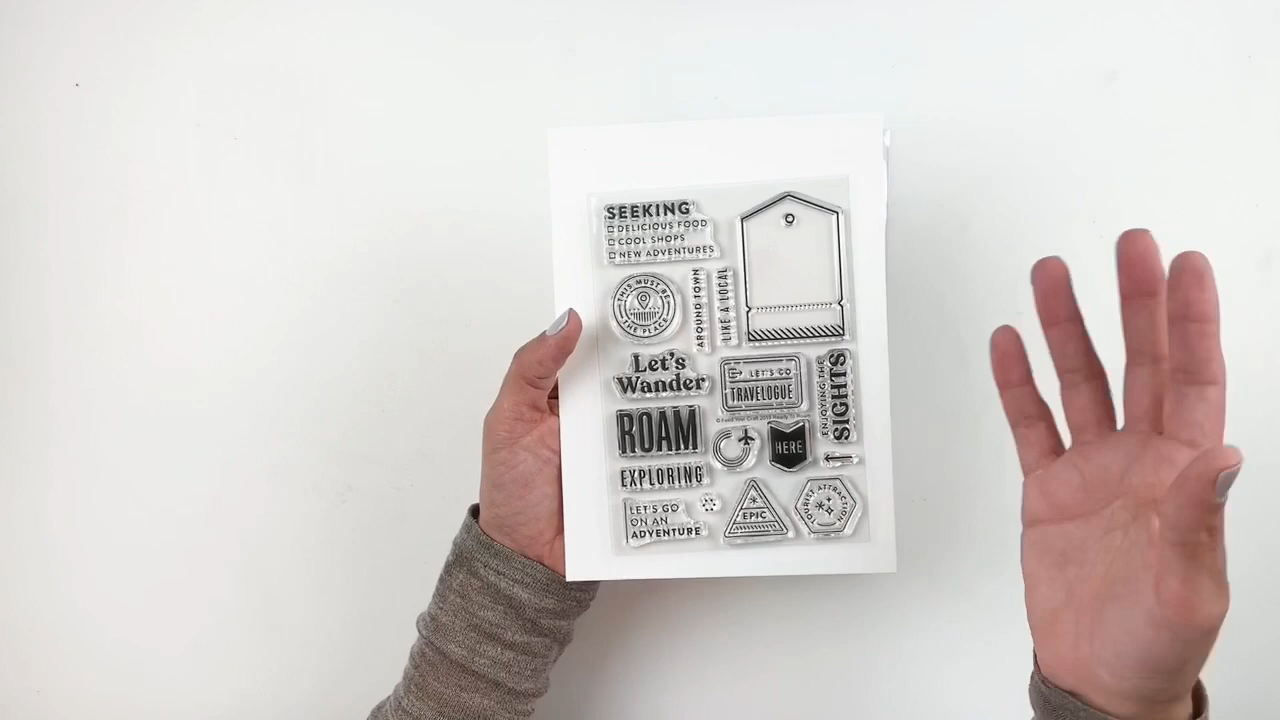 SEEKING
DELICIOUS FOOD
COOL SHOPS
NEW ADVENTURES
THIS MUST BE
THE PLACE
AROUND TOWN
LIKE A LOCAL
Let's
Wander
LET'S GO
TRAVELOGUE
ENJOYING THE
SIGHTS
ROAM
HERE
EXPLORING
LET'S GO
ON AN
ADVENTURE
EPIC
TOURIST ATTRACTION